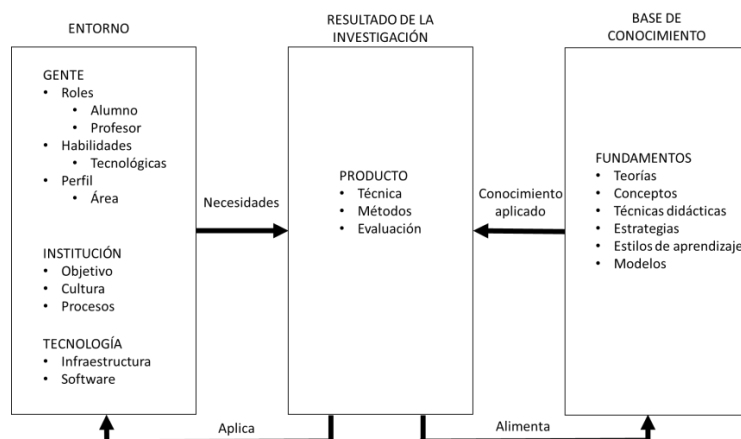 ENTORNO
GENTE
• Roles
• Alumno
• Profesor
• Habilidades
• Tecnológicas
• Perfil
• Área
INSTITUCIÓN
• Objetivo
• Cultura
• Procesos
TECNOLOGÍA
• Infraestructura
• Software
Necesidades
RESULTADO DE LA
INVESTIGACIÓN
PRODUCTO
• Técnica
• Métodos
• Evaluación
Conocimiento
aplicado
BASE DE
CONOCIMIENTO
FUNDAMENTOS
• Teorías
• Conceptos
• Técnicas didácticas
• Estrategias
• Estilos de aprendizaje
• Modelos
Aplica
Alimenta